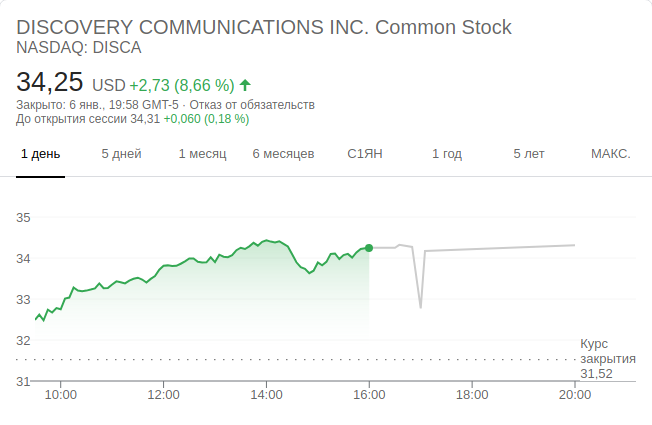 DISCOVERY COMMUNICATIONS INC. Common Stock
NASDAQ: DISCA
34,25 USD +2,73 (8,66 %)
Закрыто: 6 янв., 19:58 GMT-5 · Отказ от обязательств
До открытия сессии 34,31 +0,060 (0,18 %)
1 день 5 дней 1 месяц 6 месяцев С1ЯН 1 год 5 лет МАКС.
35
34
33
32
Курс
закрытия
31,52
31
10:00 12:00 14:00 16:00 18:00 20:00